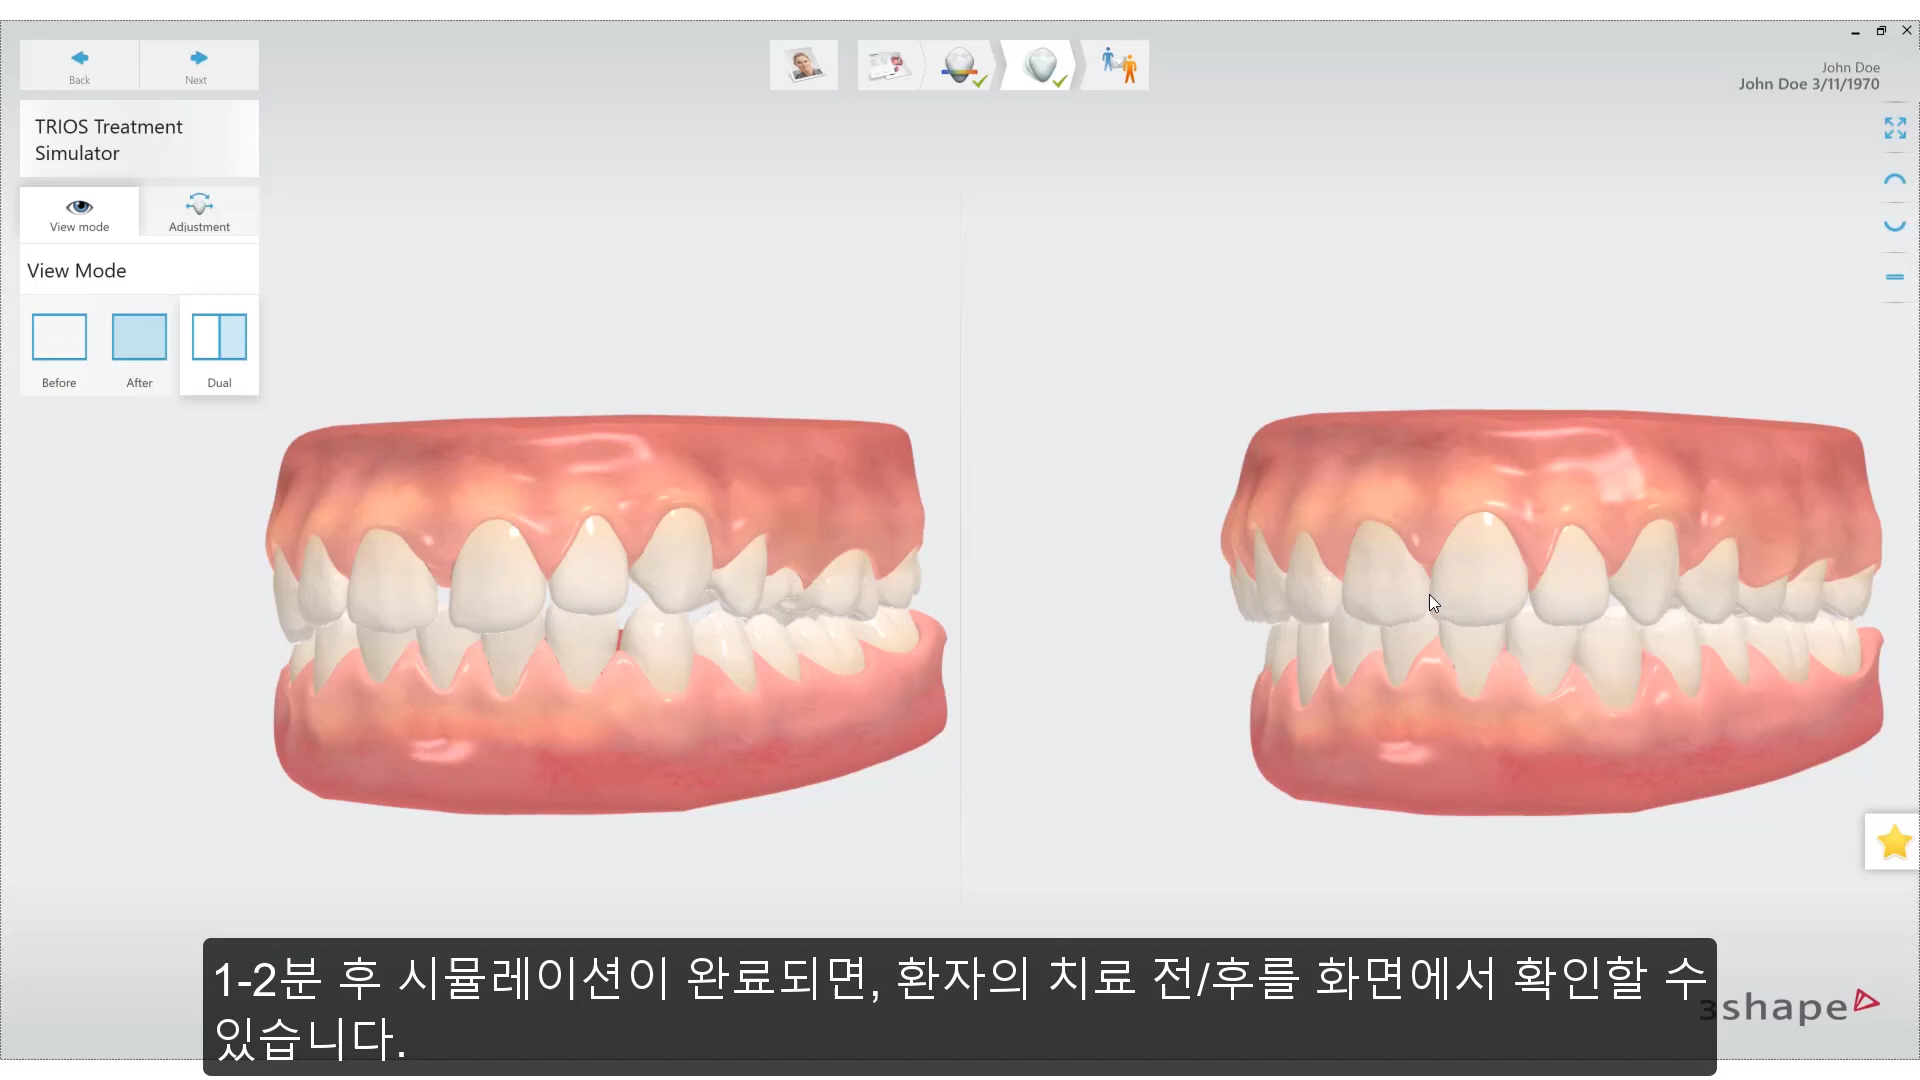 Back
Next
John Doe
John Doe 3/11/1970
TRIOS Treatment
Simulator
View mode
Adjustment
View Mode
Before
After
Dual
1-2분 후 시뮬레이션이 완료되면, 환자의 치료 전/후를 화면에서 확인할 수
있습니다.
3shape